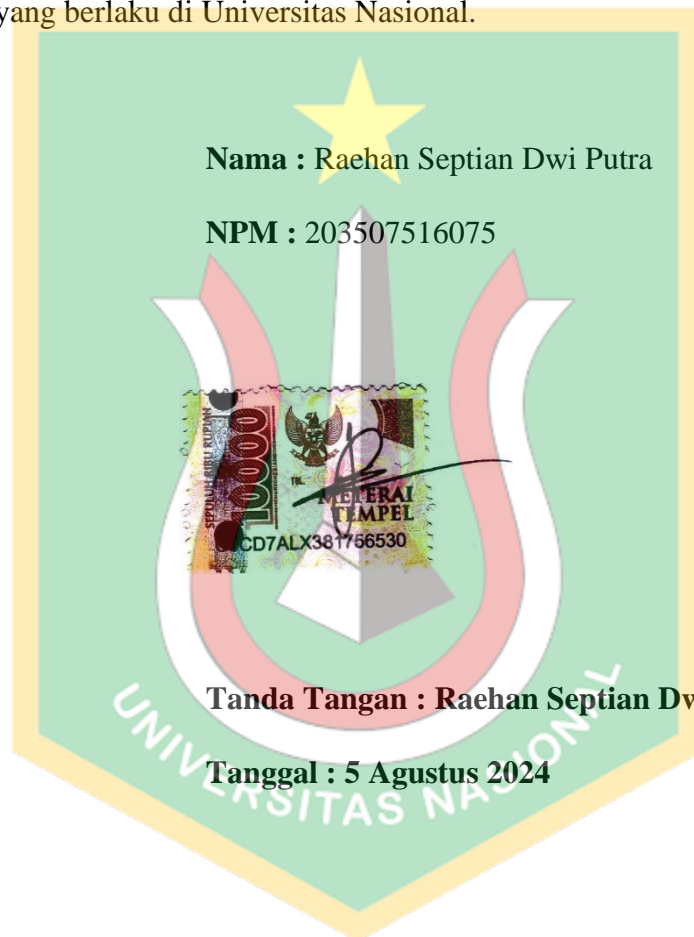 yang berlaku di Universitas Nasional.
Nama : Raehan Septian Dwi Putra
NPM : 203507516075
SEPULUH RIBU RUPIAH
10000
TGL.
METERAI
TEMPEL
CD7ALX381756530
Tanda Tangan : Raehan Septian Dw
Tanggal : 5 Agustus 2024
UNIVERSITAS NASIONAL